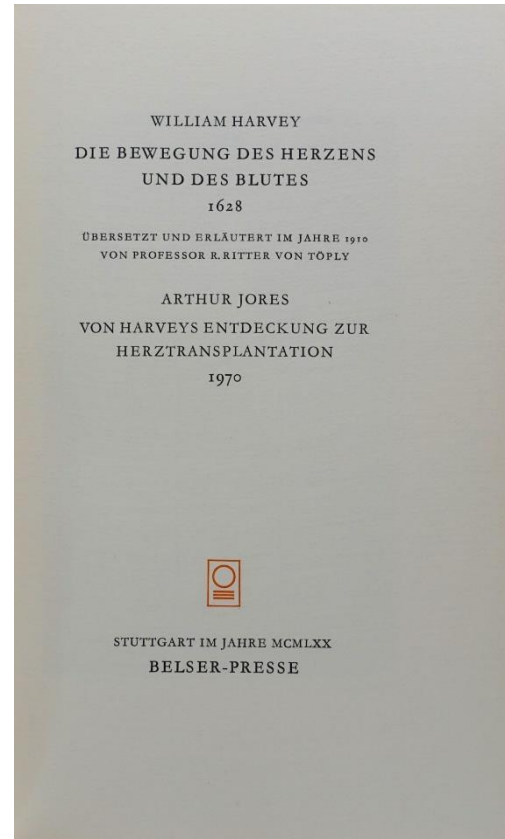 WILLIAM HARVEY
DIE BEWEGUNG DES HERZENS
UND DES BLUTES
1628
ÜBERSETZT UND ERLÄUTERT IM JAHRE 1910
VON PROFESSOR R. RITTER VON TÖPLY
ARTHUR JORES
VON HARVEYS ENTDECKUNG ZUR
HERZTRANSPLANTATION
1970
STUTTGART IM JAHRE MCMLXX
BELSER-PRESSE